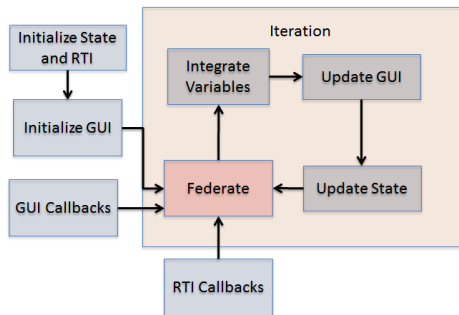 Iteration
Initialize State
and RTI
Integrate
Variables
Update GUI
Initialize GUI
Federate
Update State
GUI Callbacks
RTI Callbacks